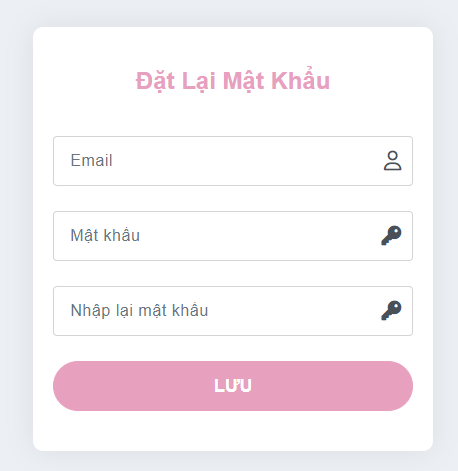 Đặt Lại Mật Khẩu
Email
Mật khẩu
Nhập lại mật khẩu
LƯU